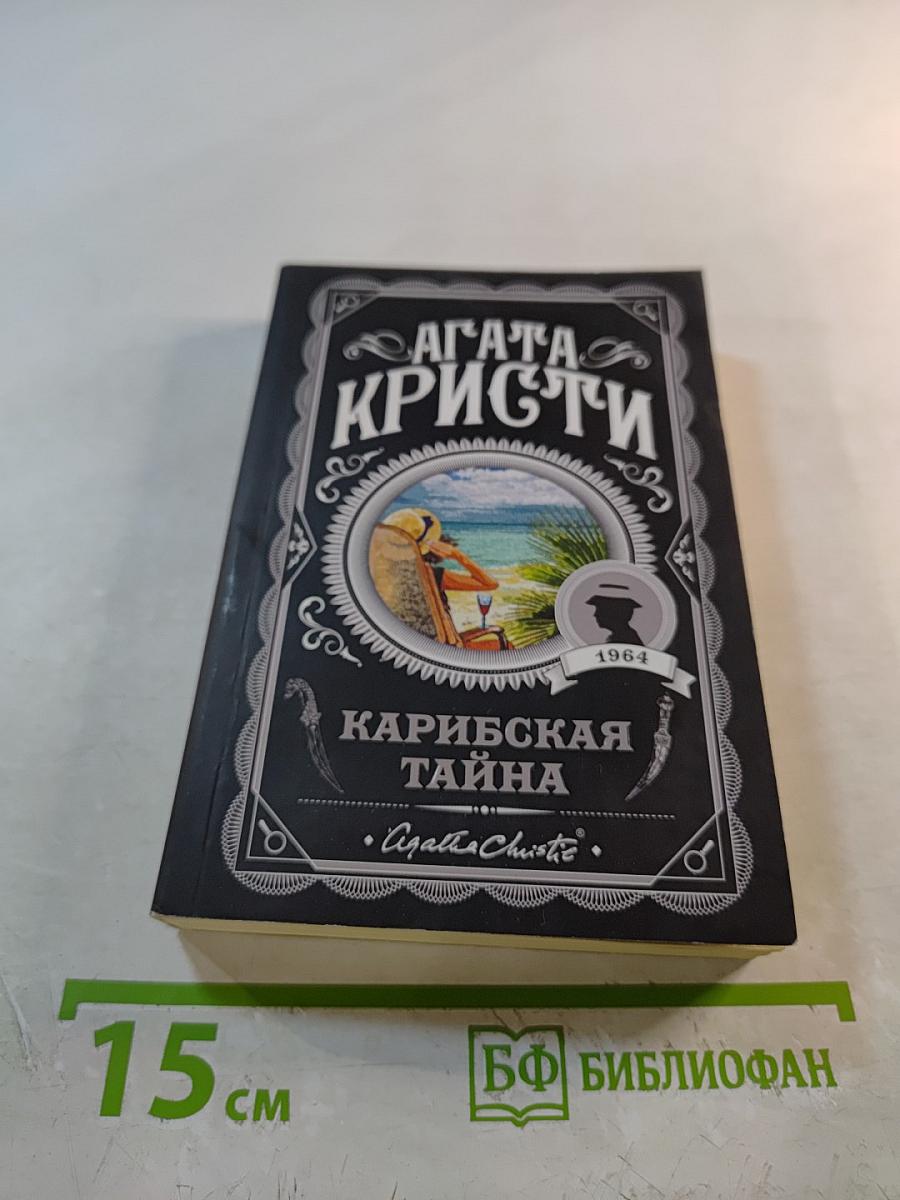 АГАТА
КРИСТИ
1964
КАРИБСКАЯ
ТАЙНА
Agatha Christie®
15 см
БФ БИБЛИОФАН